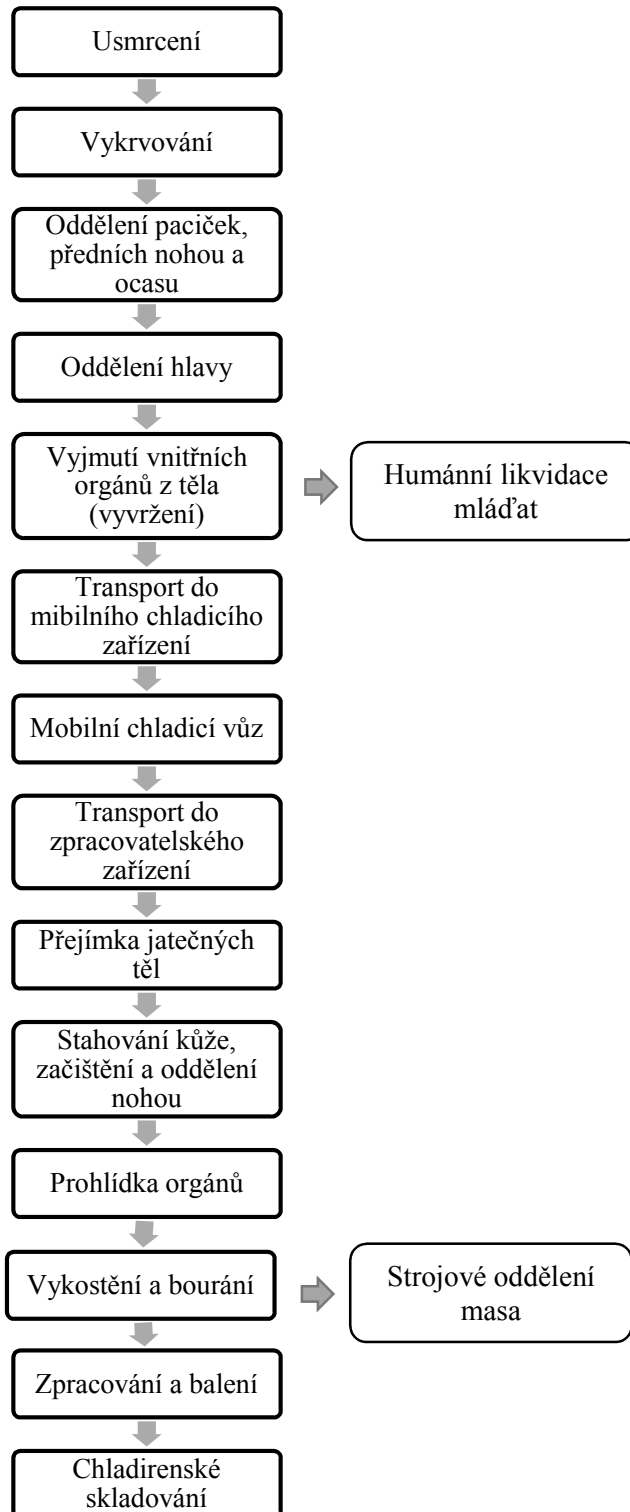 Usmrcení
Vykrvování
Oddělení paciček,
předních nohou a
ocasu
Oddělení hlavy
Vyjmutí vnitřních
orgánů z těla
(vyvržení)
Humánní likvidace
mláďat
Transport do
mibilního chladicího
zařízení
Mobilní chladicí vůz
Transport do
zpracovatelského
zařízení
Přejímka jatečných
těl
Stahování kůže,
začištění a oddělení
nohou
Prohlídka orgánů
Vykostění a bourání
Strojové oddělení
masa
Zpracování a balení
Chladirenské
skladování